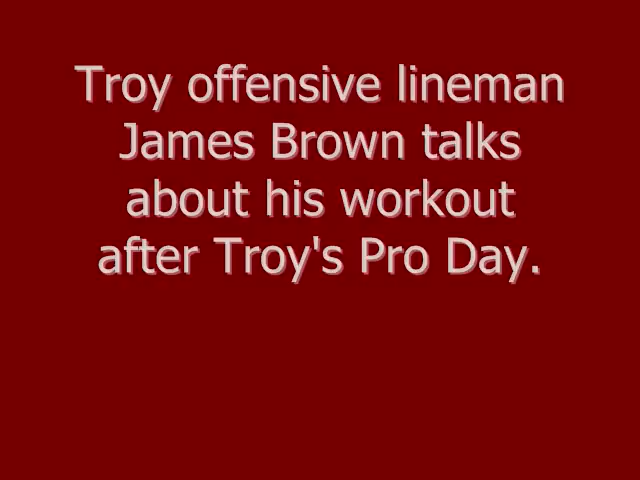 Troy offensive lineman
James Brown talks
about his workout
after Troy's Pro Day.